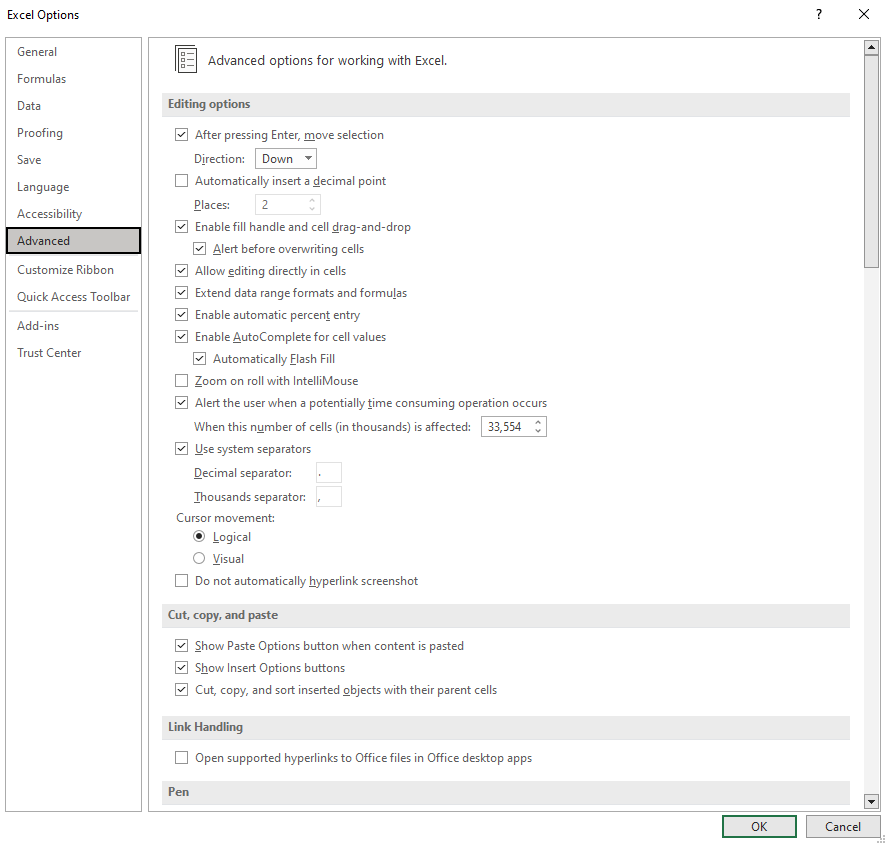 Excel Options
?
General
Formulas
Data
Proofing
Save
Language
Accessibility
Advanced
Customize Ribbon
Quick Access Toolbar
Add-ins
Trust Center
Advanced options for working with Excel.
Editing options
After pressing Enter, move selection
Direction: Down
Automatically insert a decimal point
Places: 2
Enable fill handle and cell drag-and-drop
Alert before overwriting cells
Allow editing directly in cells
Extend data range formats and formulas
Enable automatic percent entry
Enable AutoComplete for cell values
Automatically Flash Fill
Zoom on roll with IntelliMouse
Alert the user when a potentially time consuming operation occurs
When this number of cells (in thousands) is affected: 33,554
Use system separators
Decimal separator: .
Thousands separator: ,
Cursor movement:
Logical
Visual
Do not automatically hyperlink screenshot
Cut, copy, and paste
Show Paste Options button when content is pasted
Show Insert Options buttons
Cut, copy, and sort inserted objects with their parent cells
Link Handling
Open supported hyperlinks to Office files in Office desktop apps
Pen
OK Cancel